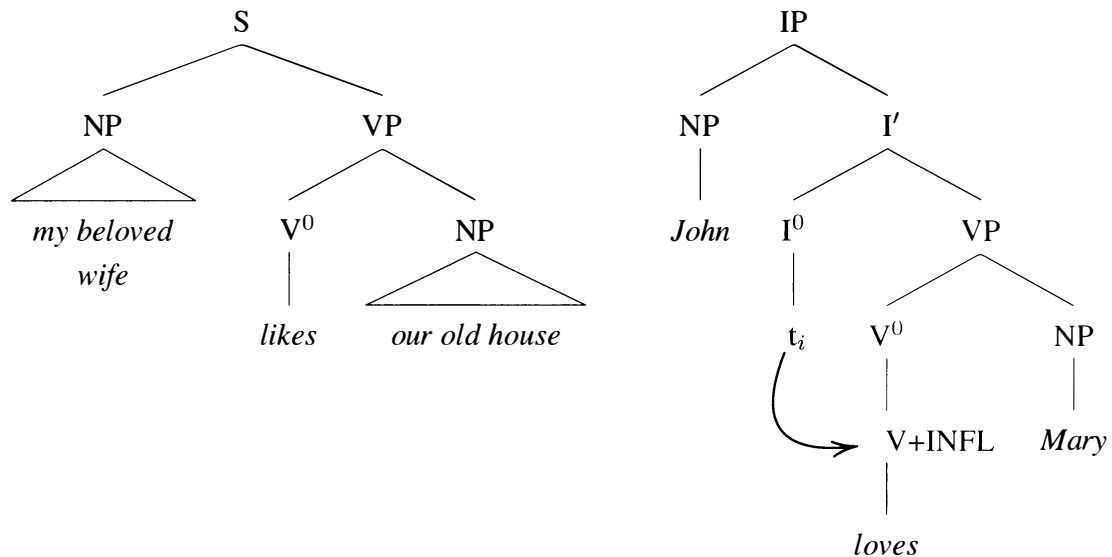 S IP
NP VP NP I′
my beloved V⁰ NP John I⁰ VP
wife
likes our old house tᵢ V⁰ NP
V+INFL Mary
loves